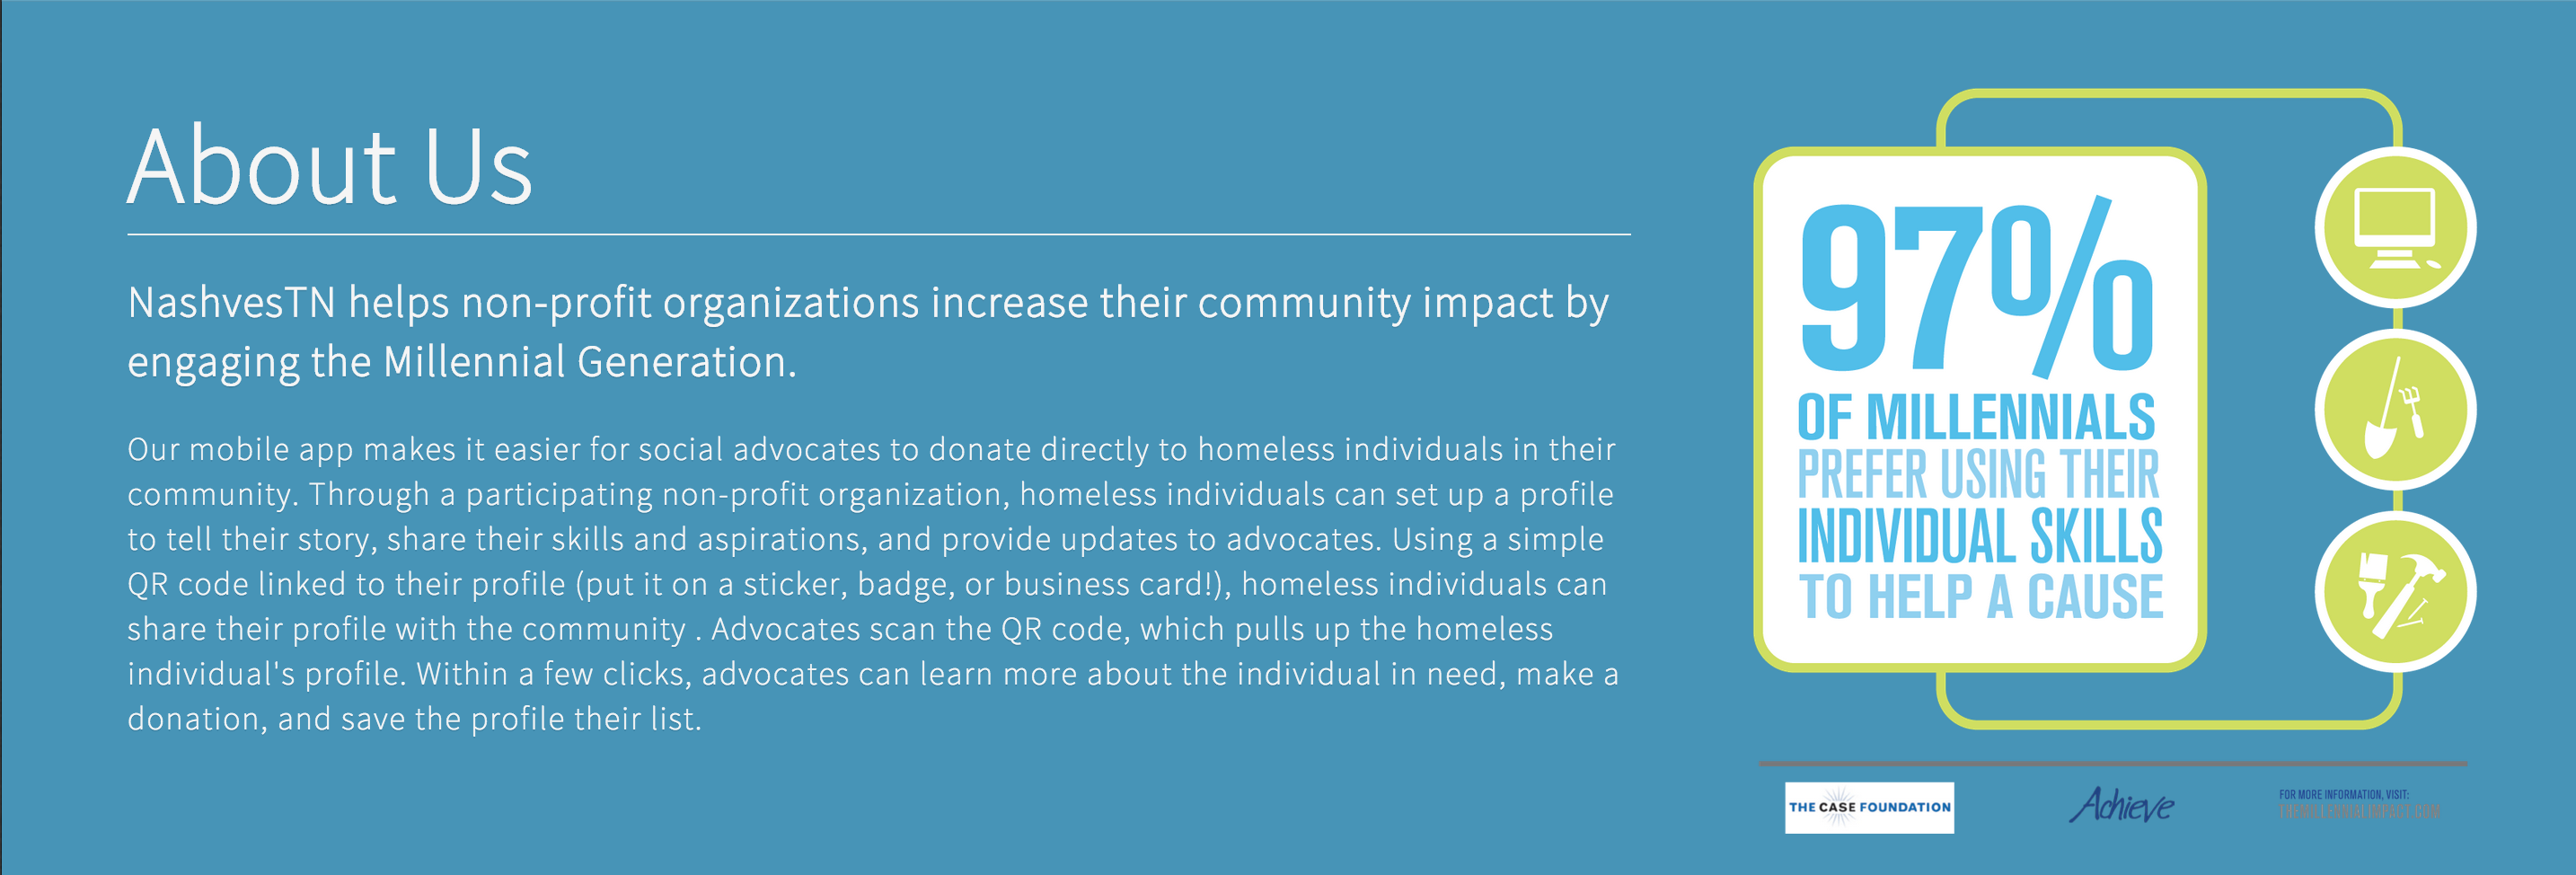 About Us
NashvesTN helps non-profit organizations increase their community impact by
engaging the Millennial Generation.
Our mobile app makes it easier for social advocates to donate directly to homeless individuals in their
community. Through a participating non-profit organization, homeless individuals can set up a profile
to tell their story, share their skills and aspirations, and provide updates to advocates. Using a simple
QR code linked to their profile (put it on a sticker, badge, or business card!), homeless individuals can
share their profile with the community . Advocates scan the QR code, which pulls up the homeless
individual's profile. Within a few clicks, advocates can learn more about the individual in need, make a
donation, and save the profile their list.
97%
OF MILLENNIALS
PREFER USING THEIR
INDIVIDUAL SKILLS
TO HELP A CAUSE
THE CASE FOUNDATION
Achieve
FOR MORE INFORMATION, VISIT:
THEMILLENNIALIMPACT.COM